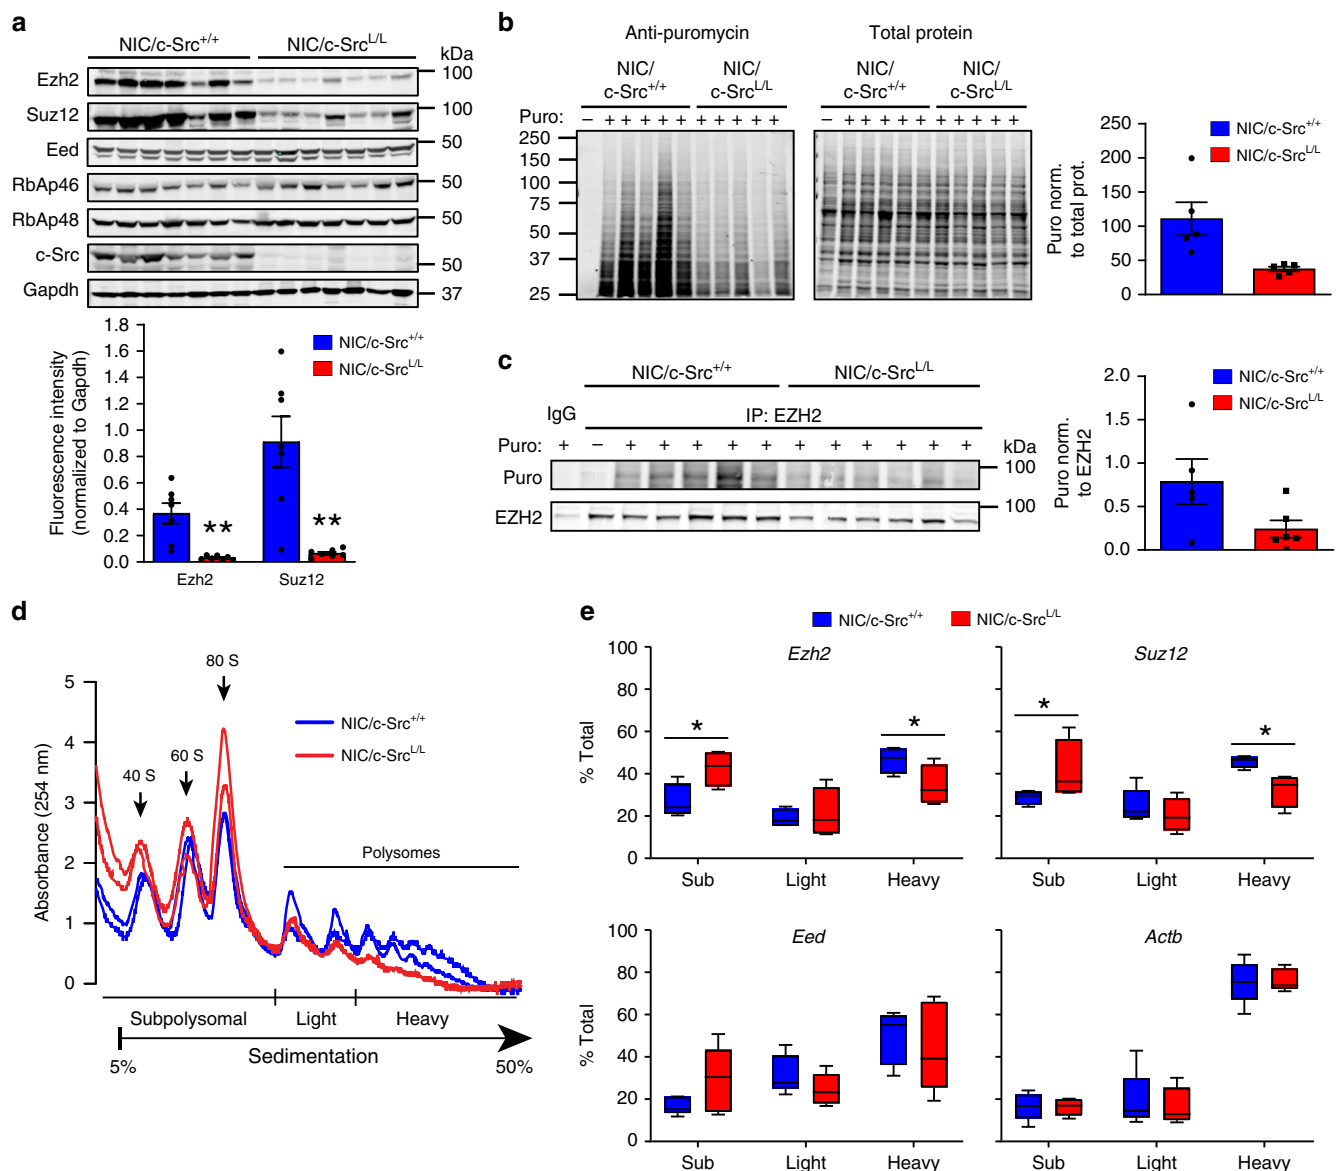 a
NIC/c-Src+/+ NIC/c-SrcL/L
kDa
Ezh2 100
Suz12 100
Eed 50
RbAp46 50
RbAp48 50
c-Src 50
Gapdh 37
Fluorescence intensity
(normalized to Gapdh)
1.8
1.6
1.4
1.2
1.0
0.8
0.6
0.4
0.2
0.0
NIC/c-Src+/+
NIC/c-SrcL/L
** **
Ezh2 Suz12
b
Anti-puromycin Total protein
NIC/ NIC/ NIC/ NIC/
c-Src+/+ c-SrcL/L c-Src+/+ c-SrcL/L
Puro: − + + + + + + + + + + − + + + + + + + + + +
250
150
100
75
50
37
25
Puro norm.
to total prot.
250
200
150
100
50
0
NIC/c-Src+/+
NIC/c-SrcL/L
c
NIC/c-Src+/+ NIC/c-SrcL/L
IgG IP: EZH2
Puro: + − + + + + + + + + + + + kDa
Puro 100
EZH2 100
Puro norm.
to EZH2
2.0
1.5
1.0
0.5
0.0
NIC/c-Src+/+
NIC/c-SrcL/L
d
Absorbance (254 nm)
5
4
3
2
1
0
40 S
60 S
80 S
NIC/c-Src+/+
NIC/c-SrcL/L
Polysomes
Subpolysomal Light Heavy
Sedimentation
5% 50%
e
NIC/c-Src+/+ NIC/c-SrcL/L
% Total
100
80
60
40
20
0
Ezh2
* *
Sub Light Heavy
Suz12
* *
Sub Light Heavy
% Total
80
60
40
20
0
Eed
Sub Light Heavy
Actb
Sub Light Heavy